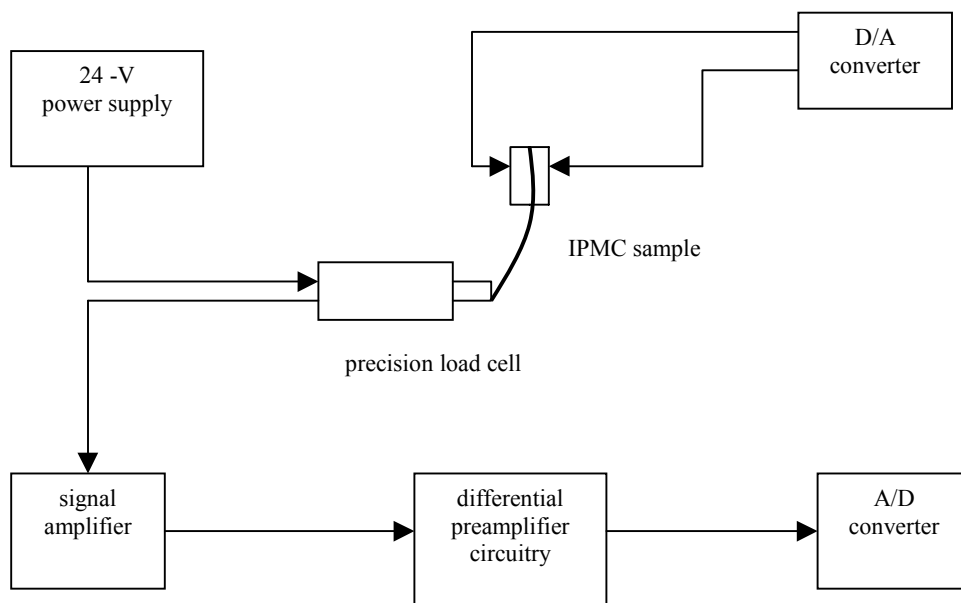 24 -V
power supply
D/A
converter
IPMC sample
precision load cell
signal
amplifier
differential
preamplifier
circuitry
A/D
converter